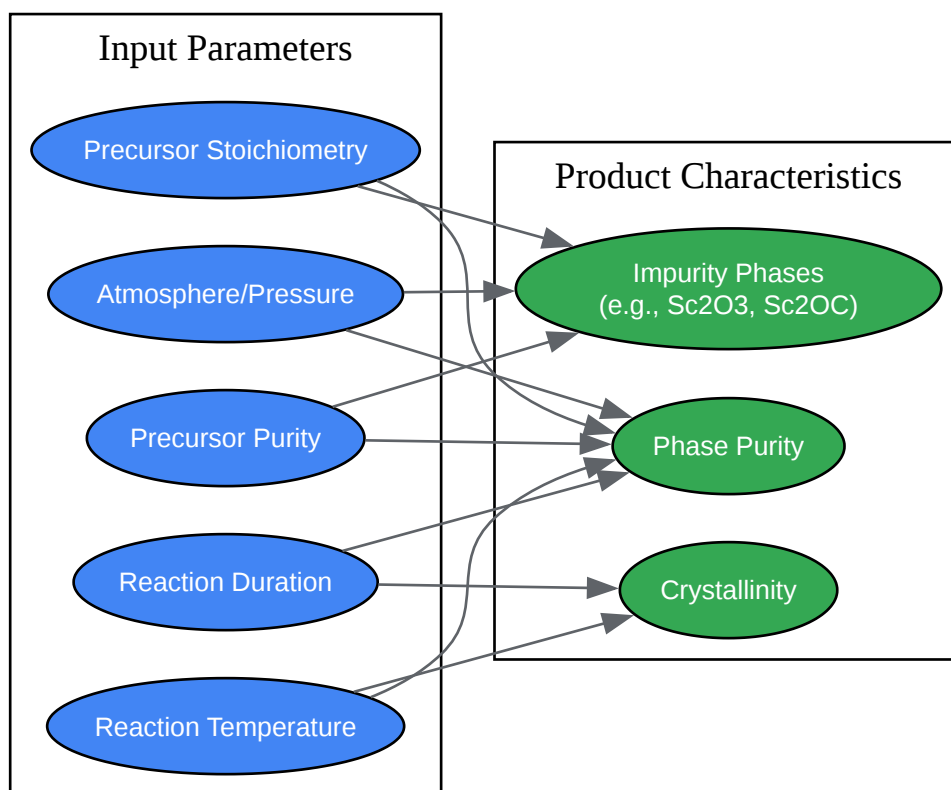 Input Parameters
Precursor Stoichiometry
Atmosphere/Pressure
Precursor Purity
Reaction Duration
Reaction Temperature
Product Characteristics
Impurity Phases
(e.g., Sc2O3, Sc2OC)
Phase Purity
Crystallinity